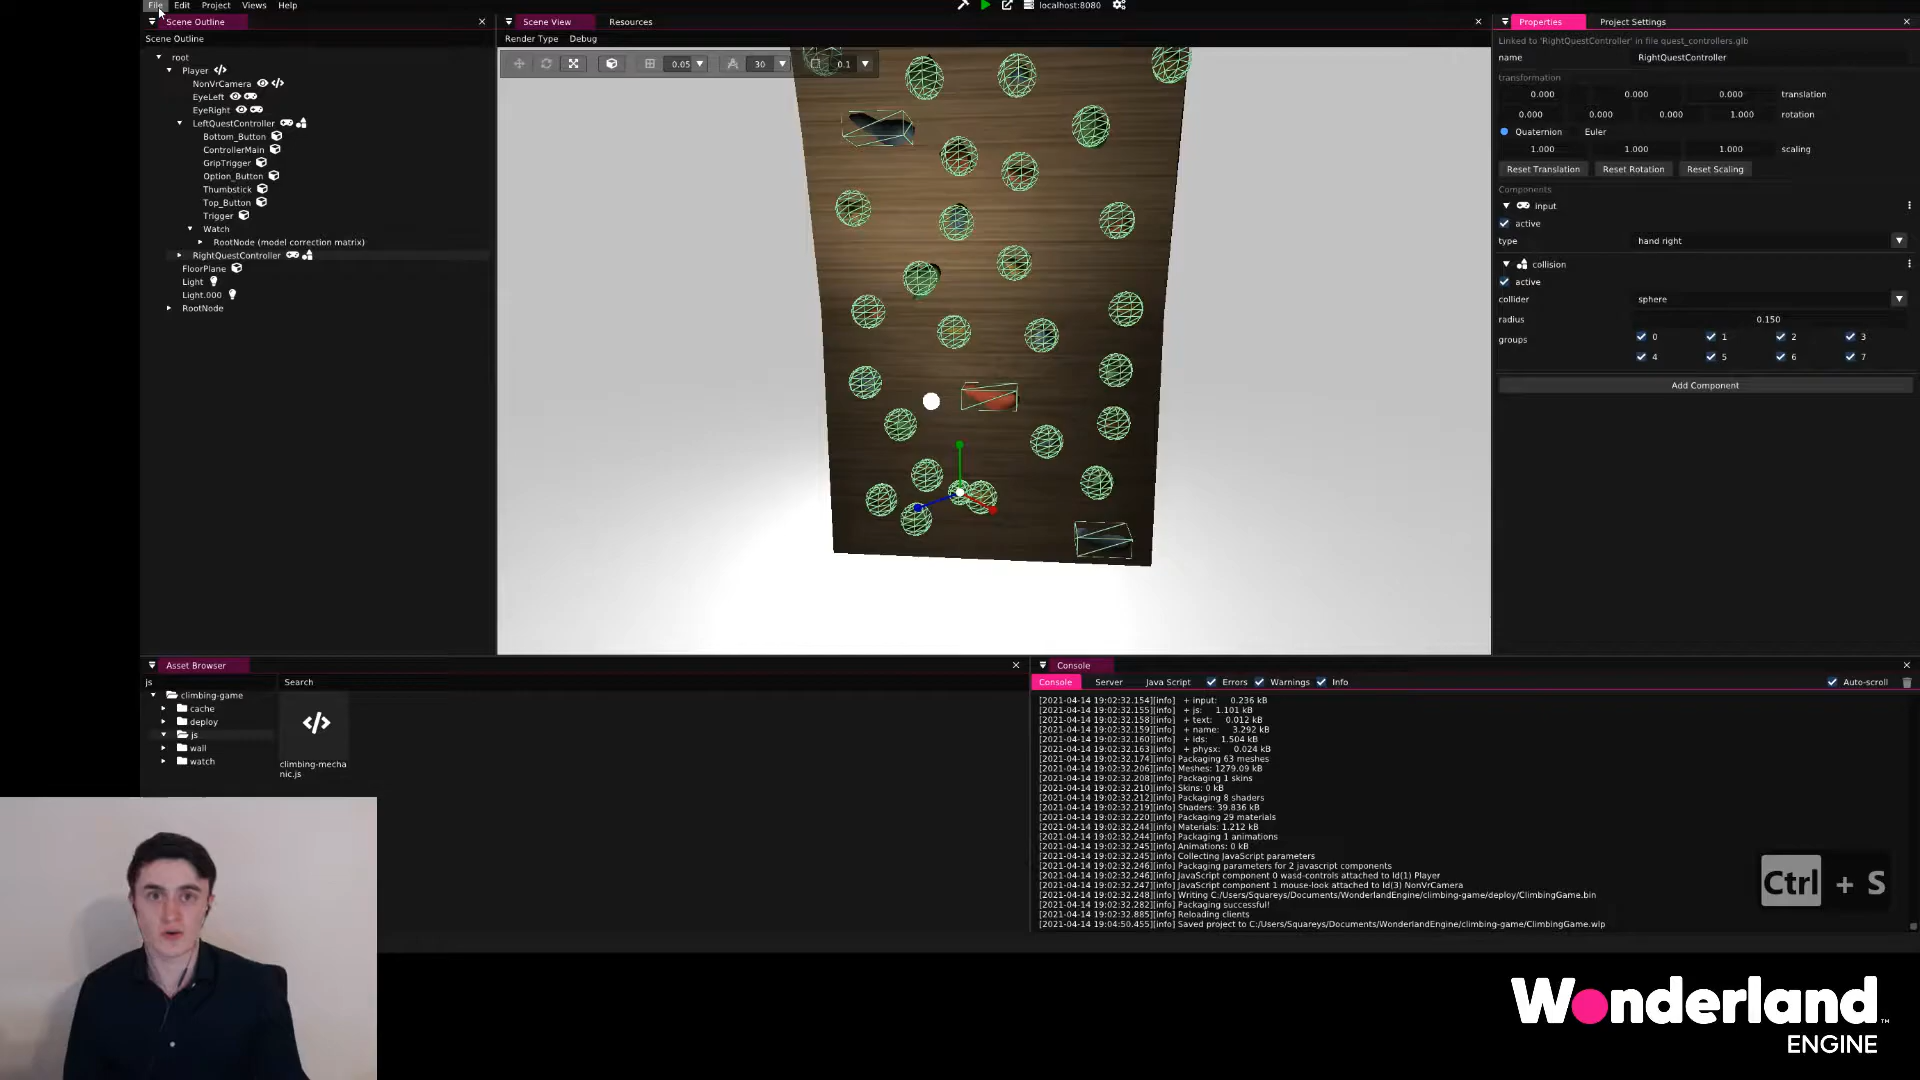 File Edit Project Views Help
localhost:8080
Scene Outline
Scene View
Resources
Properties
Project Settings
Scene Outline
root
Player
NonVrCamera
EyeLeft
EyeRight
LeftQuestController
Bottom_Button
ControllerMain
GripTrigger
Option_Button
Thumbstick
Top_Button
Trigger
Watch
RootNode (model correction matrix)
RightQuestController
FloorPlane
Light
Light.000
RootNode
Render Type Debug
0.05
30
0.1
Linked to 'RightQuestController' in file quest_controllers.glb
name RightQuestController
transformation
0.000 0.000 0.000 translation
0.000 0.000 0.000 1.000 rotation
Quaternion Euler
1.000 1.000 1.000 scaling
Reset Translation Reset Rotation Reset Scaling
Components
input
active
type hand right
collision
active
collider sphere
radius 0.150
groups 0 1 2 3
4 5 6 7
Add Component
Asset Browser
js
Search
climbing-game
cache
deploy
js
wall
watch
climbing-mecha
nic.js
Console
Console Server Java Script Errors Warnings Info Auto-scroll
[2021-04-14 19:02:32.154][info] + input: 0.236 kB
[2021-04-14 19:02:32.155][info] + js: 1.101 kB
[2021-04-14 19:02:32.158][info] + text: 0.012 kB
[2021-04-14 19:02:32.159][info] + name: 3.292 kB
[2021-04-14 19:02:32.160][info] + ids: 1.504 kB
[2021-04-14 19:02:32.163][info] + physx: 0.024 kB
[2021-04-14 19:02:32.174][info] Packaging 63 meshes
[2021-04-14 19:02:32.206][info] Meshes: 1279.09 kB
[2021-04-14 19:02:32.208][info] Packaging 1 skins
[2021-04-14 19:02:32.210][info] Skins: 0 kB
[2021-04-14 19:02:32.212][info] Packaging 8 shaders
[2021-04-14 19:02:32.219][info] Shaders: 39.836 kB
[2021-04-14 19:02:32.220][info] Packaging 29 materials
[2021-04-14 19:02:32.244][info] Materials: 1.212 kB
[2021-04-14 19:02:32.244][info] Packaging 1 animations
[2021-04-14 19:02:32.245][info] Animations: 0 kB
[2021-04-14 19:02:32.245][info] Collecting JavaScript parameters
[2021-04-14 19:02:32.246][info] Packaging parameters for 2 javascript components
[2021-04-14 19:02:32.246][info] JavaScript component 0 wasd-controls attached to Id(1) Player
[2021-04-14 19:02:32.247][info] JavaScript component 1 mouse-look attached to Id(3) NonVrCamera
[2021-04-14 19:02:32.248][info] Writing C:/Users/Squareys/Documents/WonderlandEngine/climbing-game/deploy/ClimbingGame.bin
[2021-04-14 19:02:32.282][info] Packaging successful!
[2021-04-14 19:02:32.885][info] Reloading clients
[2021-04-14 19:04:50.455][info] Saved project to C:/Users/Squareys/Documents/WonderlandEngine/climbing-game/ClimbingGame.wlp
Ctrl + S
Wonderland™
ENGINE